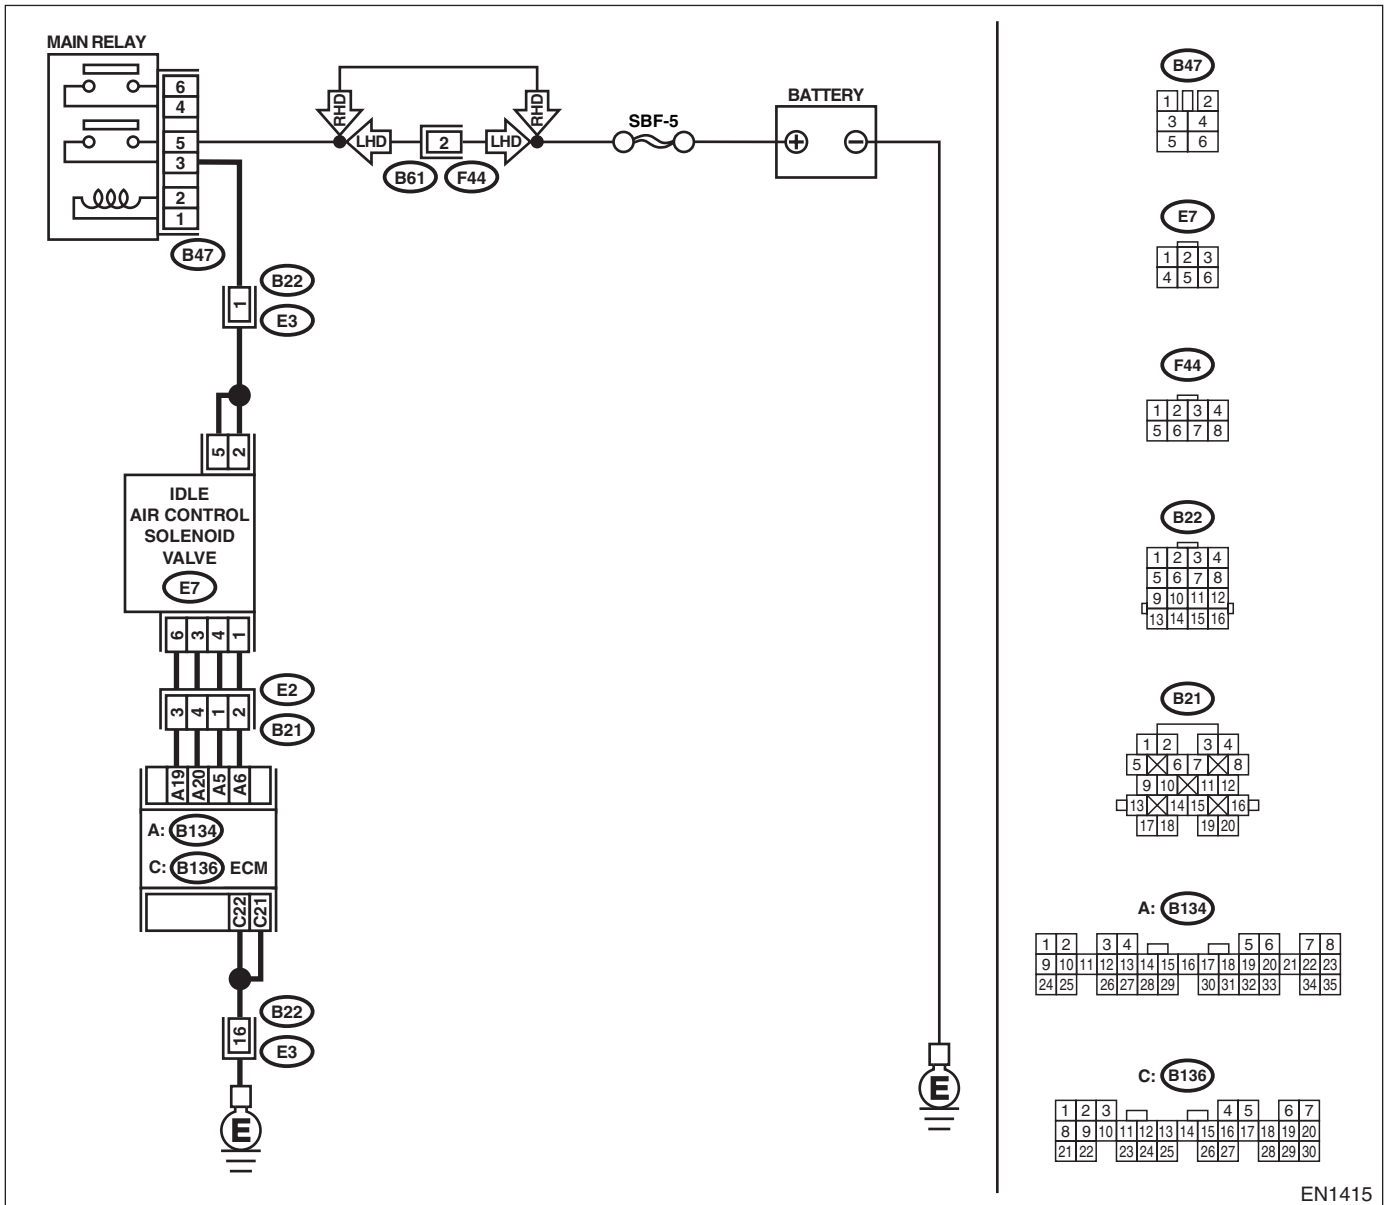 MAIN RELAY
6
4
5
3
2
1
B47
RHD
LHD
2
LHD
RHD
B61
F44
SBF-5
BATTERY
+
−
1
B22
E3
5 2
IDLE
AIR CONTROL
SOLENOID
VALVE
E7
6 3 4 1
E2
3 4 1 2
B21
A19 A20 A5 A6
A: B134
C: B136 ECM
C22 C21
16
B22
E3
E
E
B47
1 2
3 4
5 6
E7
1 2 3
4 5 6
F44
1 2 3 4
5 6 7 8
B22
1 2 3 4
5 6 7 8
9 10 11 12
13 14 15 16
B21
1 2 3 4
5 6 7 8
9 10 11 12
13 14 15 16
17 18 19 20
A: B134
1 2 3 4 5 6 7 8
9 10 11 12 13 14 15 16 17 18 19 20 21 22 23
24 25 26 27 28 29 30 31 32 33 34 35
C: B136
1 2 3 4 5 6 7
8 9 10 11 12 13 14 15 16 17 18 19 20
21 22 23 24 25 26 27 28 29 30
EN1415